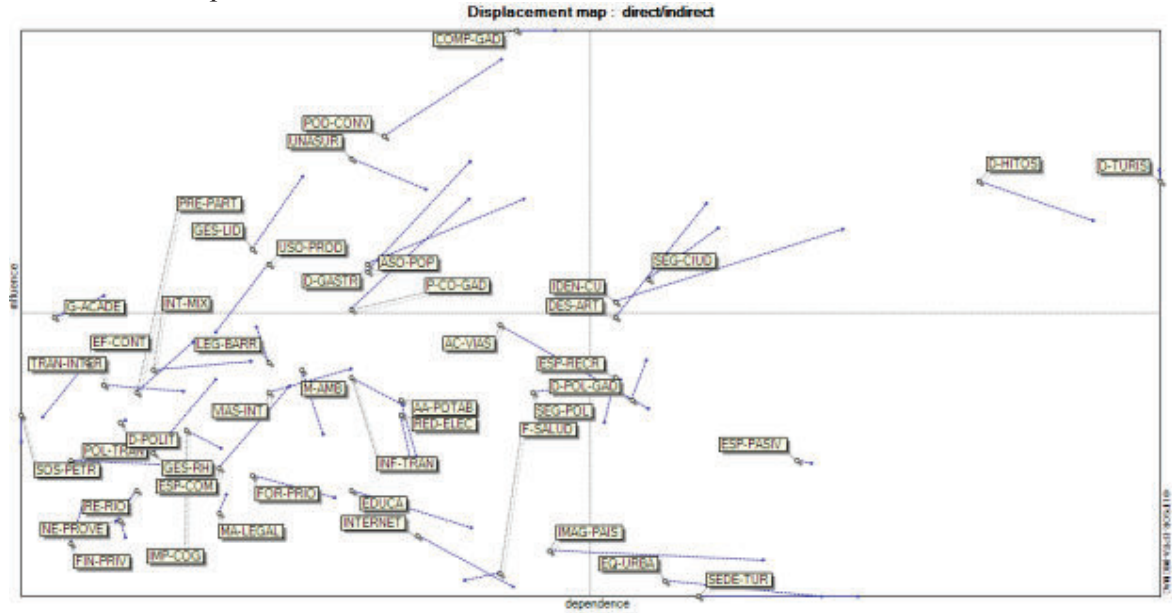 Displacement map : direct/indirect
COMP-GAD
POD-CONV
UNASUR
D-HITOS
D-TURIS
PRE-PART
GES-LID
USO-PROD
ASO-POP
SEG-CIUD
D-GASTR
P-CO-GAD
IDEN-CU
influence
G-ACADE
INT-MIX
DES-ART
EF-CONT
LEG-BARR
AC-VIAS
TRAN-INTER
ESP-RECR
M-AMB
D-POL-GAD
VIAS-INT
AA-POTAB
SEG-POL
RED-ELEC
F-SALUD
D-POLIT
POL-TRAN
ESP-PASIV
SOS-PETR
GES-RH
INF-TRAN
ESP-COM
FOR-PRIO
RE-RIO
EDUCA
INTERNET
NE-PROVE
MA-LEGAL
IMAG-PAIS
FIN-PRIV
IMP-COO
EQ-URBA
SEDE-TUR
dependence